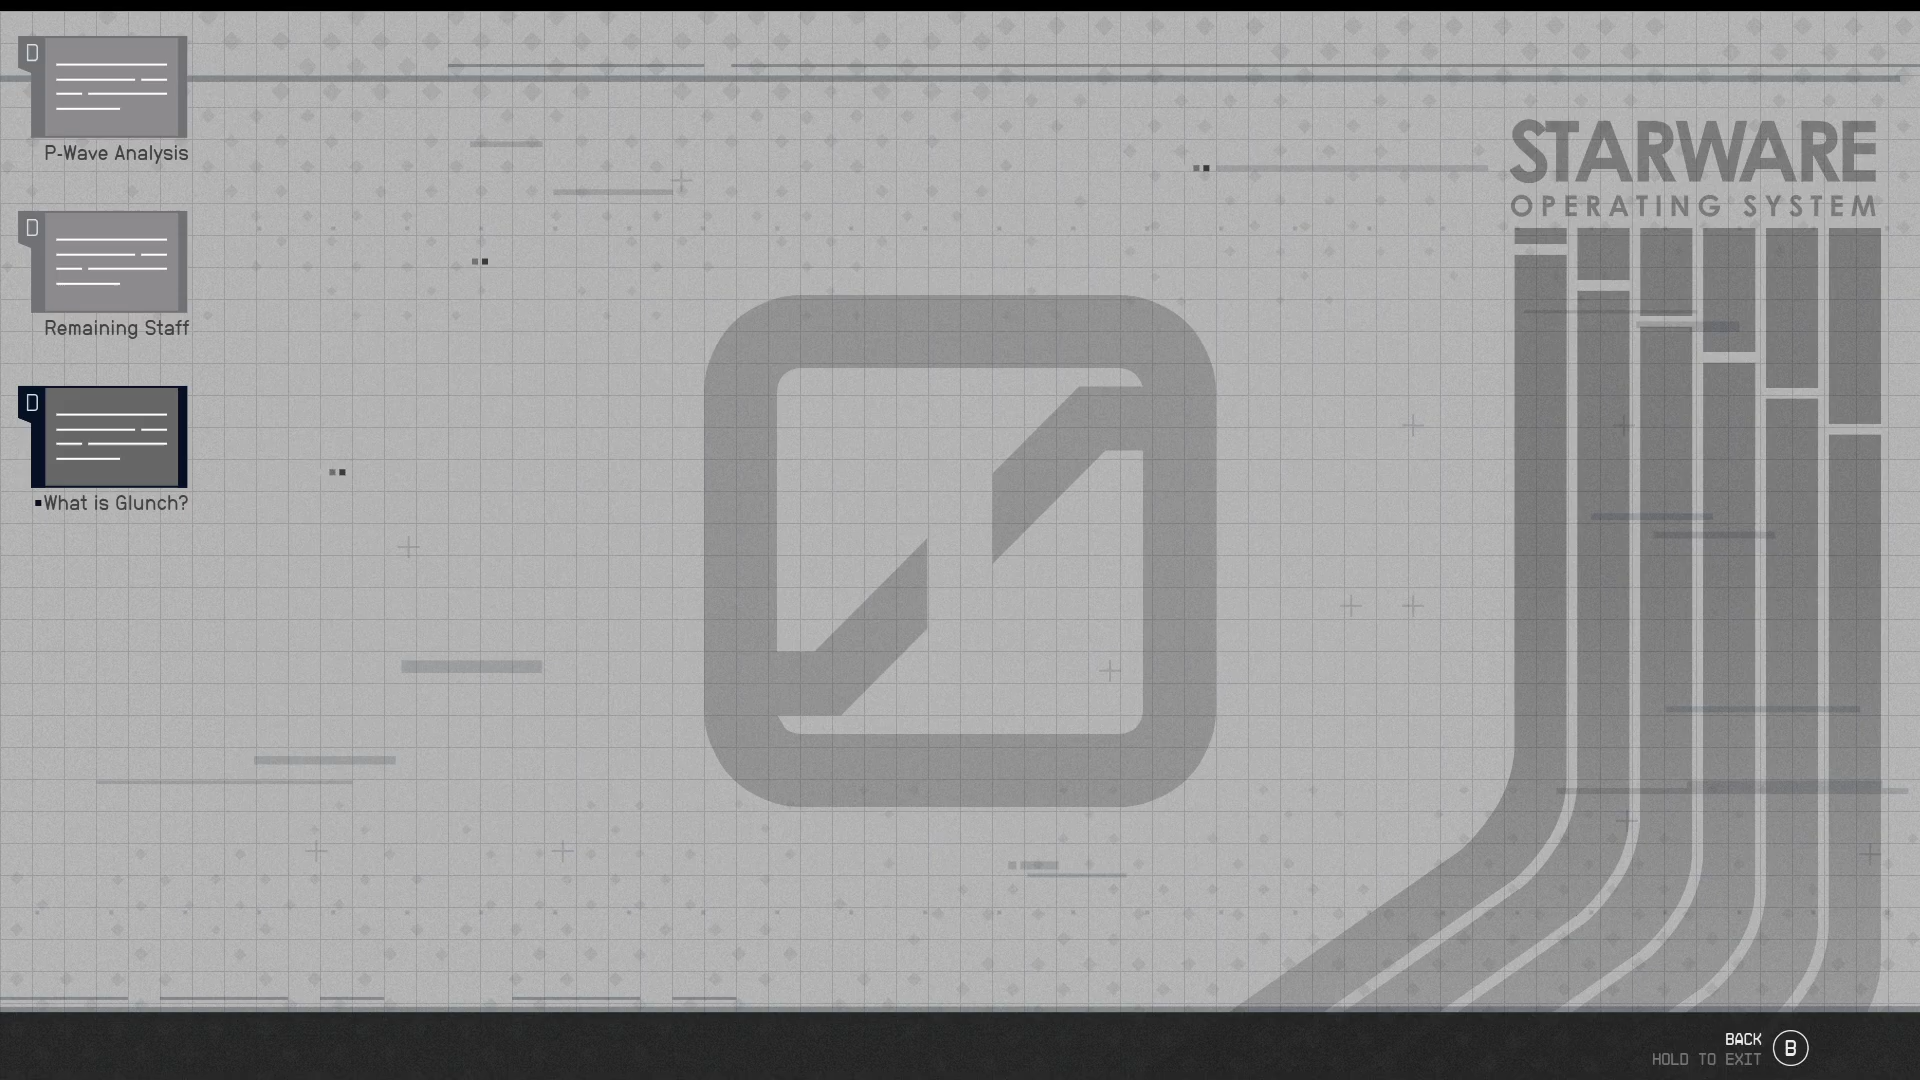 P-Wave Analysis
Remaining Staff
What is Glunch?
STARWARE
OPERATING SYSTEM
BACK
HOLD TO EXIT
B